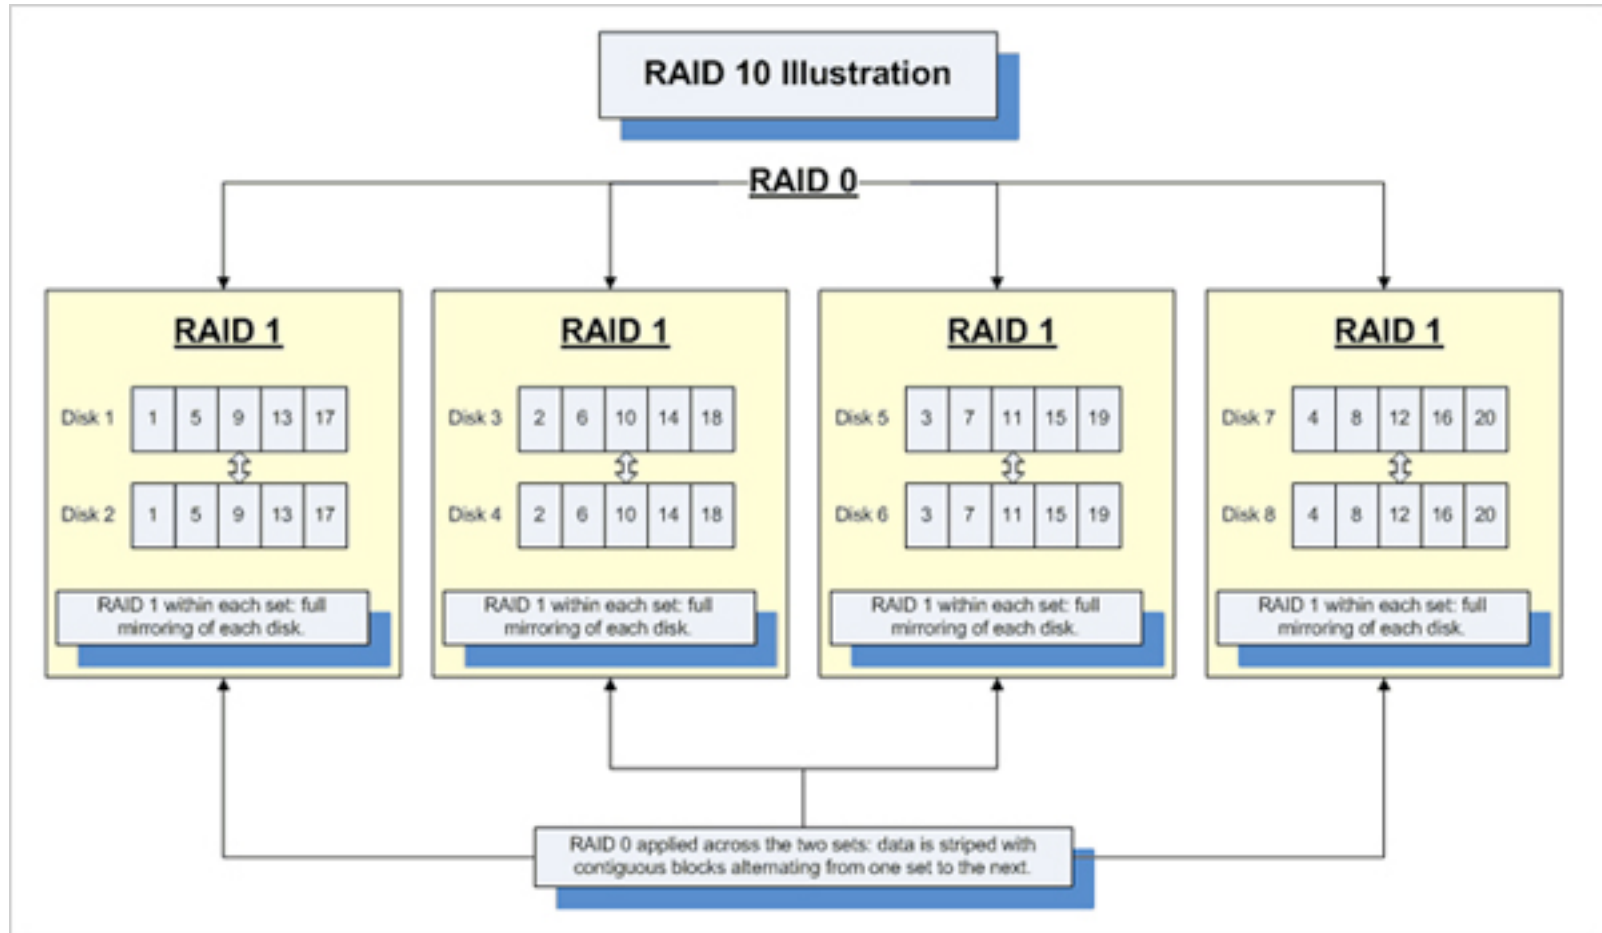 RAID 10 Illustration
RAID 0
RAID 1
Disk 1 1 5 9 13 17
Disk 2 1 5 9 13 17
RAID 1 within each set: full
mirroring of each disk.
RAID 1
Disk 3 2 6 10 14 18
Disk 4 2 6 10 14 18
RAID 1 within each set: full
mirroring of each disk.
RAID 1
Disk 5 3 7 11 15 19
Disk 6 3 7 11 15 19
RAID 1 within each set: full
mirroring of each disk.
RAID 1
Disk 7 4 8 12 16 20
Disk 8 4 8 12 16 20
RAID 1 within each set: full
mirroring of each disk.
RAID 0 applied across the two sets: data is striped with
contiguous blocks alternating from one set to the next.